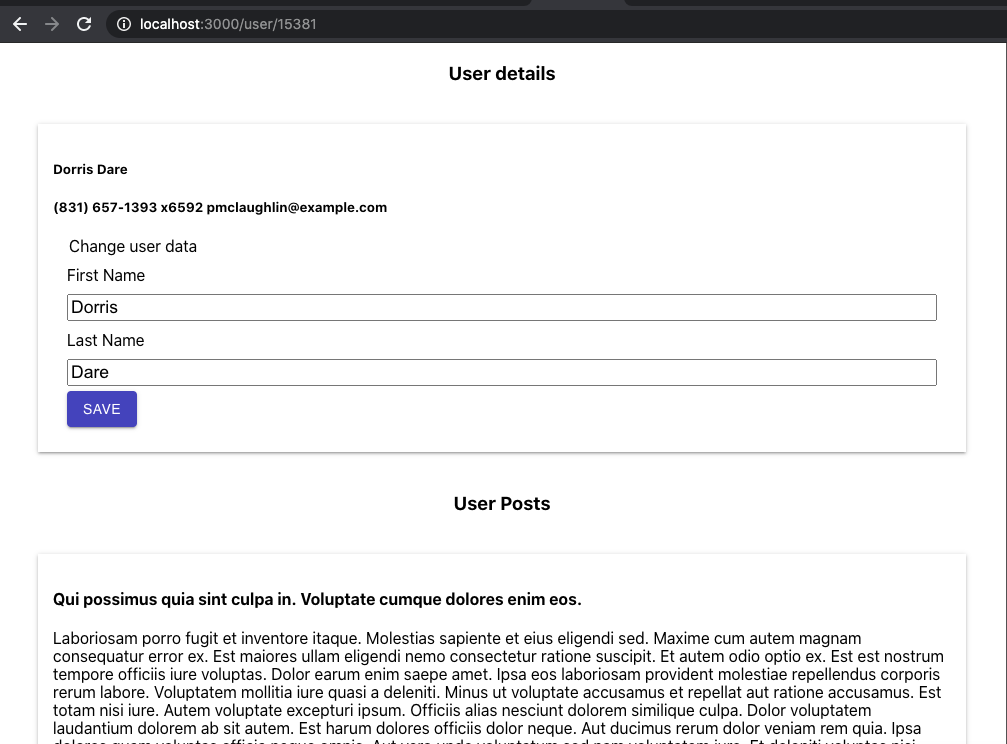 localhost:3000/user/15381
User details
Dorris Dare
(831) 657-1393 x6592 pmclaughlin@example.com
Change user data
First Name
Dorris
Last Name
Dare
SAVE
User Posts
Qui possimus quia sint culpa in. Voluptate cumque dolores enim eos.
Laboriosam porro fugit et inventore itaque. Molestias sapiente et eius eligendi sed. Maxime cum autem magnam
consequatur error ex. Est maiores ullam eligendi nemo consectetur ratione suscipit. Et autem odio optio ex. Est est nostrum
tempore officiis iure voluptas. Dolor earum enim saepe amet. Ipsa eos laboriosam provident molestiae repellendus corporis
rerum labore. Voluptatem mollitia iure quasi a deleniti. Minus ut voluptate accusamus et repellat aut ratione accusamus. Est
totam nisi iure. Autem voluptate excepturi ipsum. Officiis alias nesciunt dolorem similique culpa. Dolor voluptatem
laudantium dolorem ab sit autem. Est harum dolores officiis dolor neque. Aut ducimus rerum dolor veniam rem quia. Ipsa